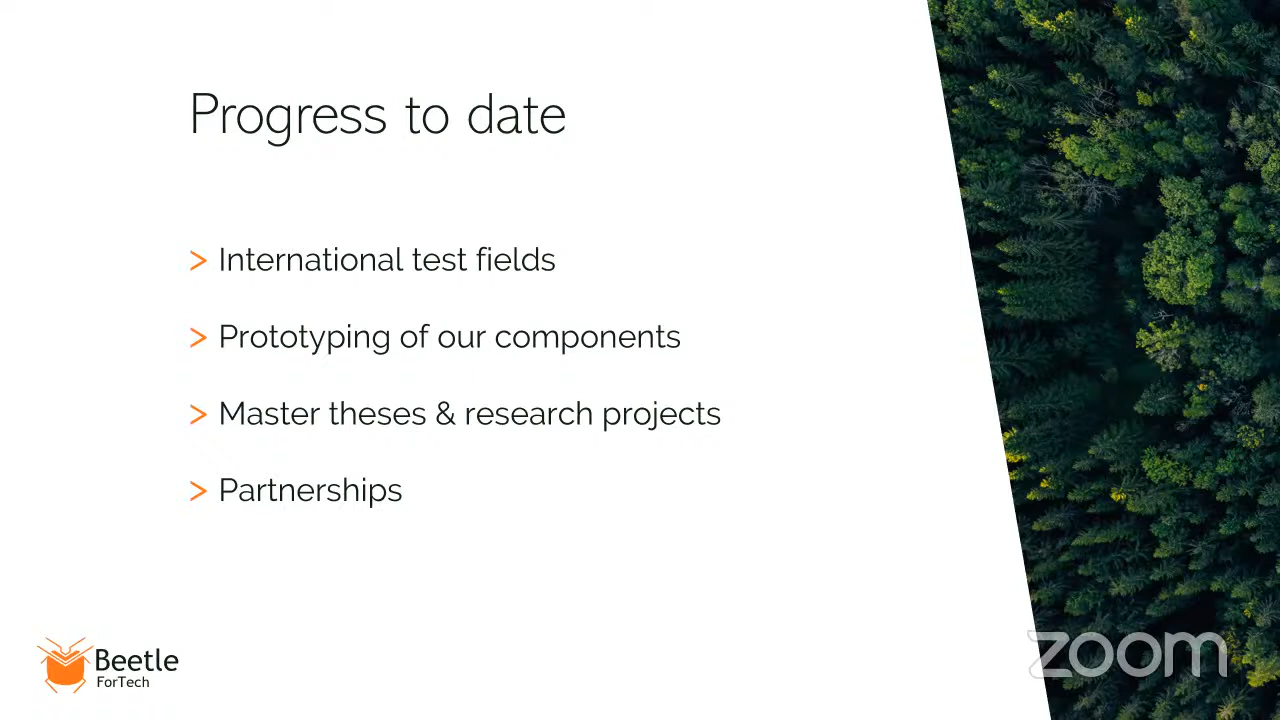 Progress to date
> International test fields
> Prototyping of our components
> Master theses & research projects
> Partnerships
Beetle
ForTech
zoom